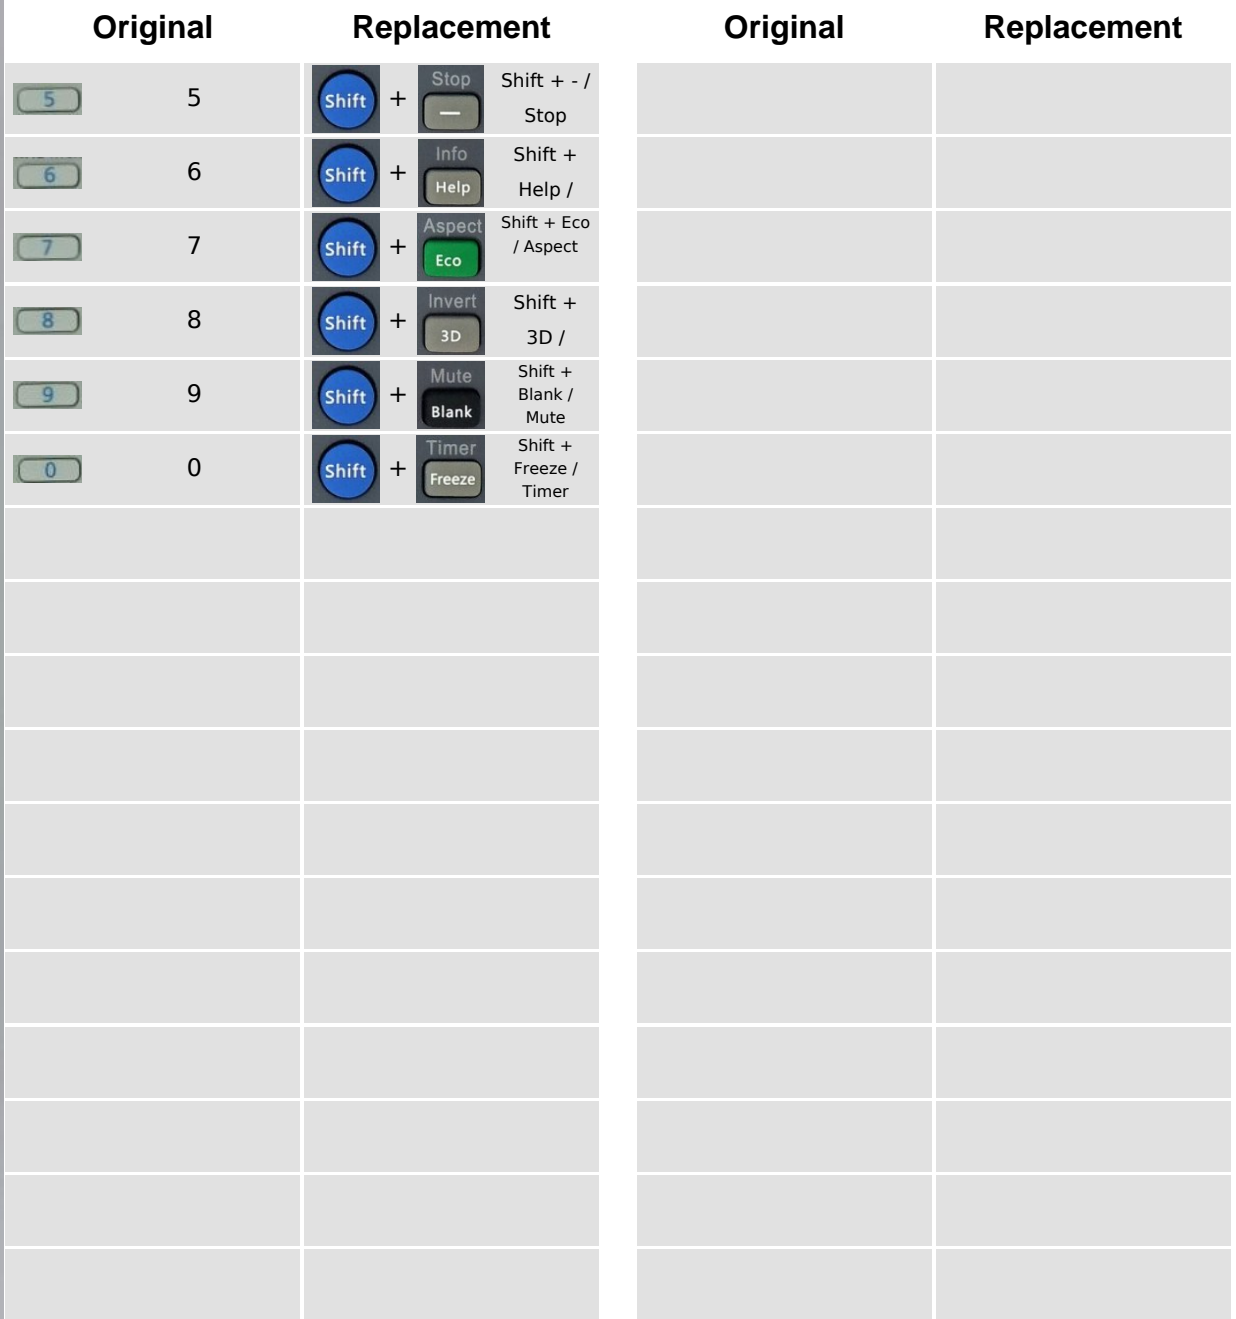 Original Replacement Original Replacement
5 5 Shift + Stop — Shift + - /
Stop
6 6 Shift + Info Help Shift +
Help /
7 7 Shift + Aspect Eco Shift + Eco
/ Aspect
8 8 Shift + Invert 3D Shift +
3D /
9 9 Shift + Mute Blank Shift +
Blank /
Mute
0 0 Shift + Timer Freeze Shift +
Freeze /
Timer